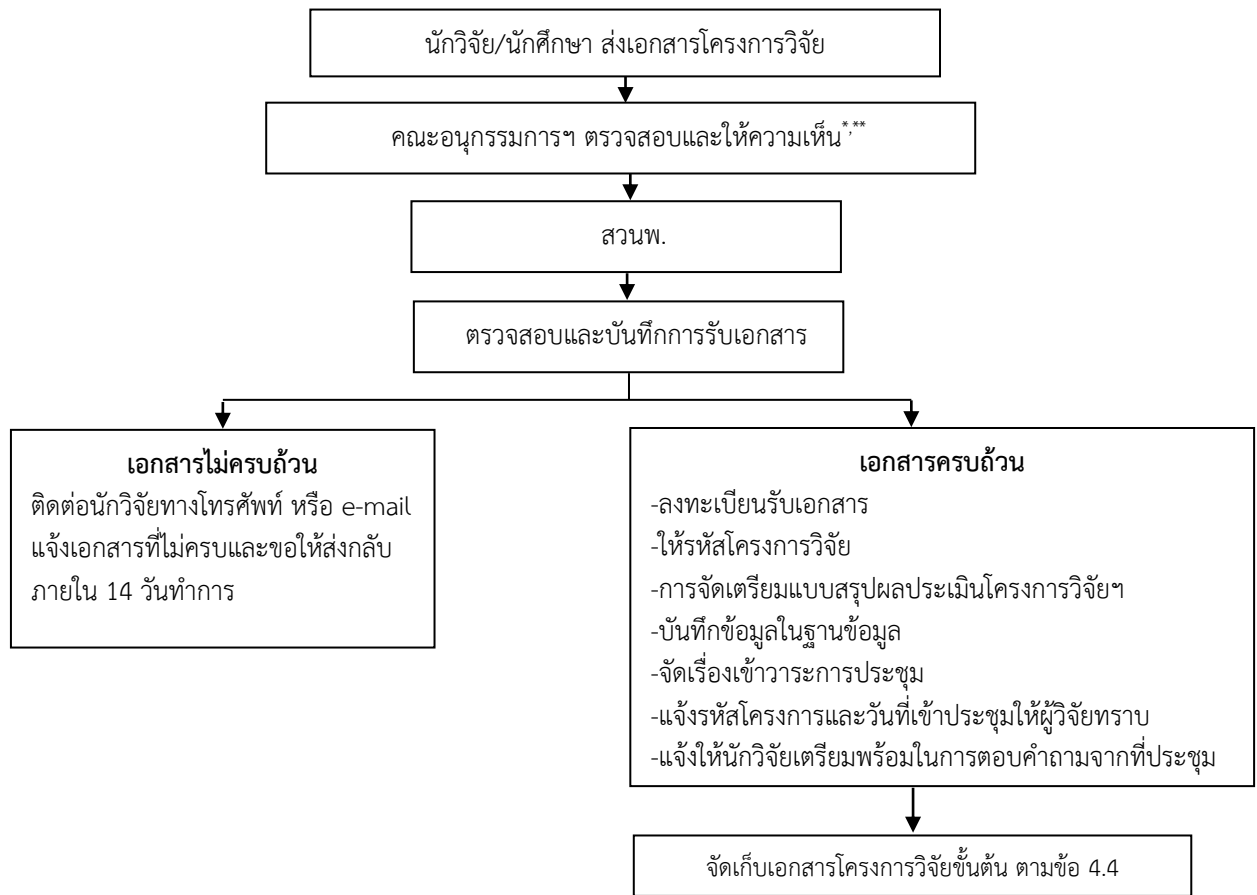 นักวิจัย/นักศึกษา ส่งเอกสารโครงการวิจัย
คณะอนุกรรมการฯ ตรวจสอบและให้ความเห็น*,**
สวนพ.
ตรวจสอบและบันทึกการรับเอกสาร
เอกสารไม่ครบถ้วน
ติดต่อนักวิจัยทางโทรศัพท์ หรือ e-mail
แจ้งเอกสารที่ไม่ครบและขอให้ส่งกลับ
ภายใน 14 วันทำการ
เอกสารครบถ้วน
-ลงทะเบียนรับเอกสาร
-ให้รหัสโครงการวิจัย
-การจัดเตรียมแบบสรุปผลประเมินโครงการวิจัยฯ
-บันทึกข้อมูลในฐานข้อมูล
-จัดเรื่องเข้าวาระการประชุม
-แจ้งรหัสโครงการและวันที่เข้าประชุมให้ผู้วิจัยทราบ
-แจ้งให้นักวิจัยเตรียมพร้อมในการตอบคำถามจากที่ประชุม
จัดเก็บเอกสารโครงการวิจัยขั้นต้น ตามข้อ 4.4